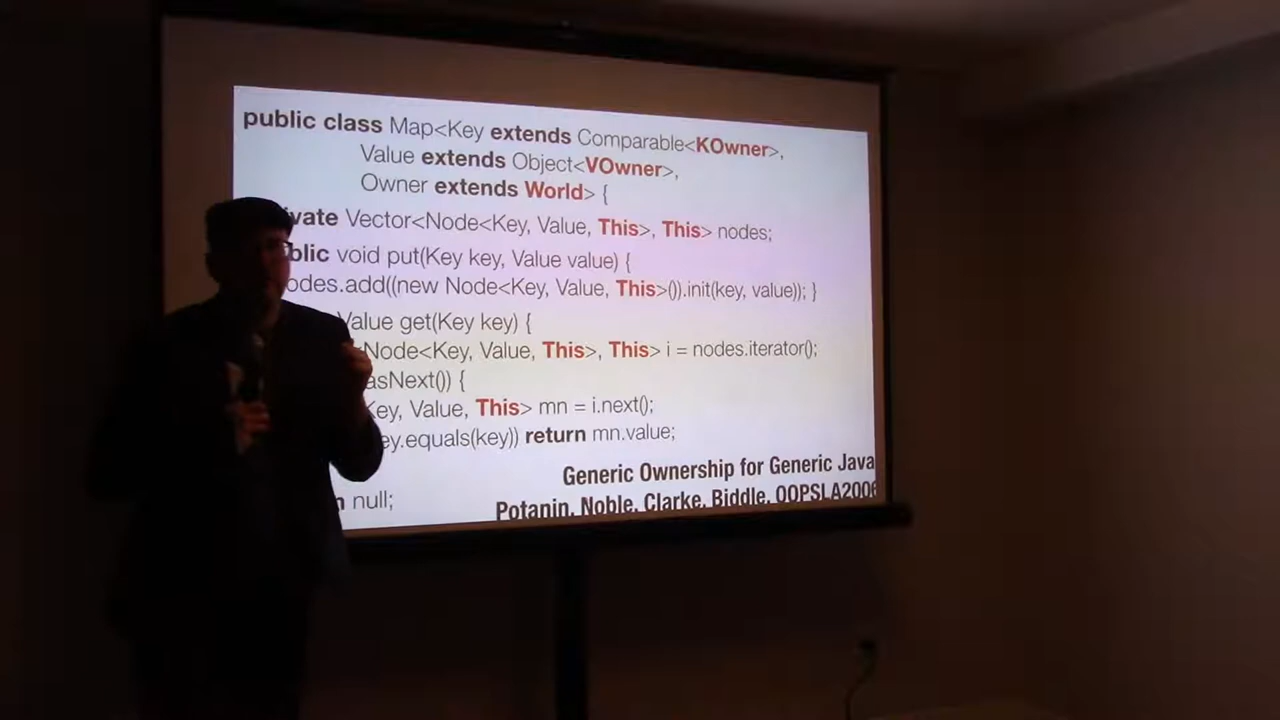 public class Map<Key extends Comparable<KOwner>,
Value extends Object<VOwner>,
Owner extends World> {
ivate Vector<Node<Key, Value, This>, This> nodes;
blic void put(Key key, Value value) {
odes.add((new Node<Key, Value, This>()).init(key, value)); }
Value get(Key key) {
Node<Key, Value, This>, This> i = nodes.iterator();
asNext()) {
ey, Value, This> mn = i.next();
ey.equals(key)) return mn.value;
n null;
Generic Ownership for Generic Java
Potanin, Noble, Clarke, Biddle, OOPSLA2006